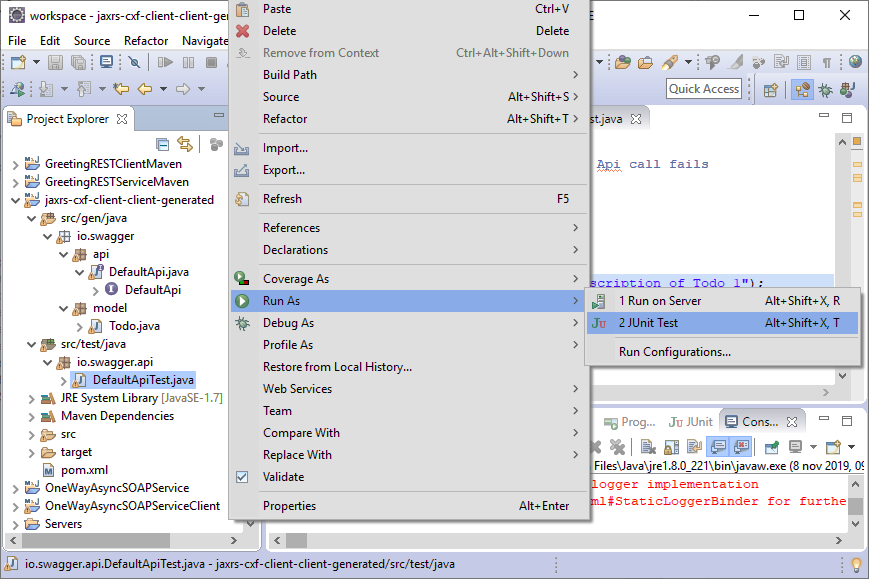 workspace - jaxrs-cxf-client-client-gene
File Edit Source Refactor Navigate
Quick Access
Project Explorer
GreetingRESTClientMaven
GreetingRESTServiceMaven
jaxrs-cxf-client-client-generated
src/gen/java
io.swagger
api
DefaultApi.java
DefaultApi
model
Todo.java
src/test/java
io.swagger.api
DefaultApiTest.java
JRE System Library [JavaSE-1.7]
Maven Dependencies
src
target
pom.xml
OneWayAsyncSOAPService
OneWayAsyncSOAPServiceClient
Servers
Paste Ctrl+V
Delete Delete
Remove from Context Ctrl+Alt+Shift+Down
Build Path
Source Alt+Shift+S
Refactor Alt+Shift+T
Import...
Export...
Refresh F5
References
Declarations
Coverage As
Run As
Debug As
Profile As
Restore from Local History...
Web Services
Team
Compare With
Replace With
Validate
Properties Alt+Enter
1 Run on Server Alt+Shift+X, R
2 JUnit Test Alt+Shift+X, T
Run Configurations...
st.java
Api call fails
scription of Todo 1");
Prog... JUnit Cons...
Files\Java\jre1.8.0_221\bin\javaw.exe (8 nov 2019, 09
logger implementation
ml#StaticLoggerBinder for furthe
io.swagger.api.DefaultApiTest.java - jaxrs-cxf-client-client-generated/src/test/java